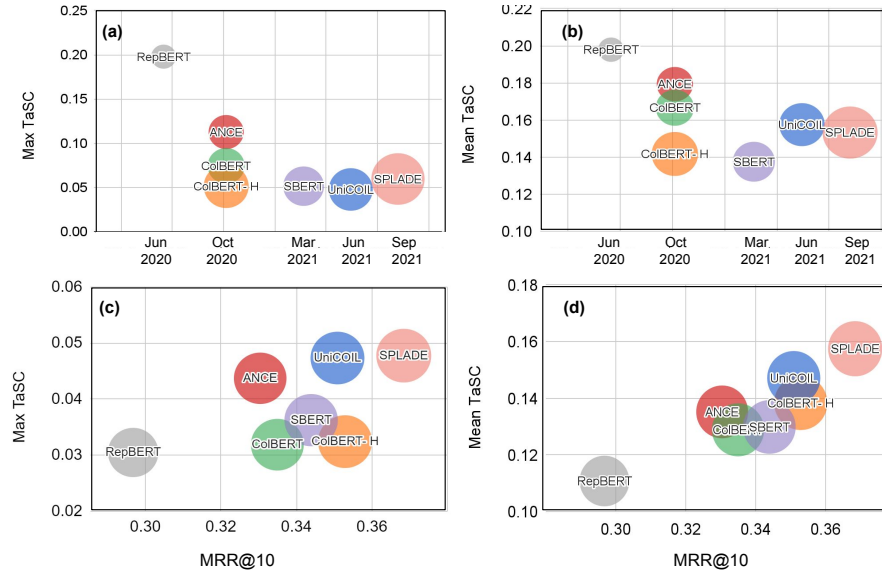 0.25
(a)
0.20
RepBERT
0.15
ANCE
0.10
ColBERT
0.05
ColBERT- H
SBERT
UniCOIL
SPLADE
0.00
Max TaSC
Jun Oct Mar Jun Sep
2020 2020 2021 2021 2021
0.22
(b)
0.20
RepBERT
0.18
ANCE
ColBERT
0.16
UniCOIL
SPLADE
0.14
ColBERT- H
SBERT
0.12
0.10
Mean TaSC
Jun Oct Mar Jun Sep
2020 2020 2021 2021 2021
0.06
(c)
0.05
UniCOIL
SPLADE
ANCE
0.04
SBERT
ColBERT
ColBERT- H
0.03
RepBERT
0.02
Max TaSC
0.30 0.32 0.34 0.36
MRR@10
0.18
(d)
0.16
SPLADE
UniCOIL
0.14
ColBERT- H
ANCE
ColBERT
SBERT
0.12
RepBERT
0.10
Mean TaSC
0.30 0.32 0.34 0.36
MRR@10